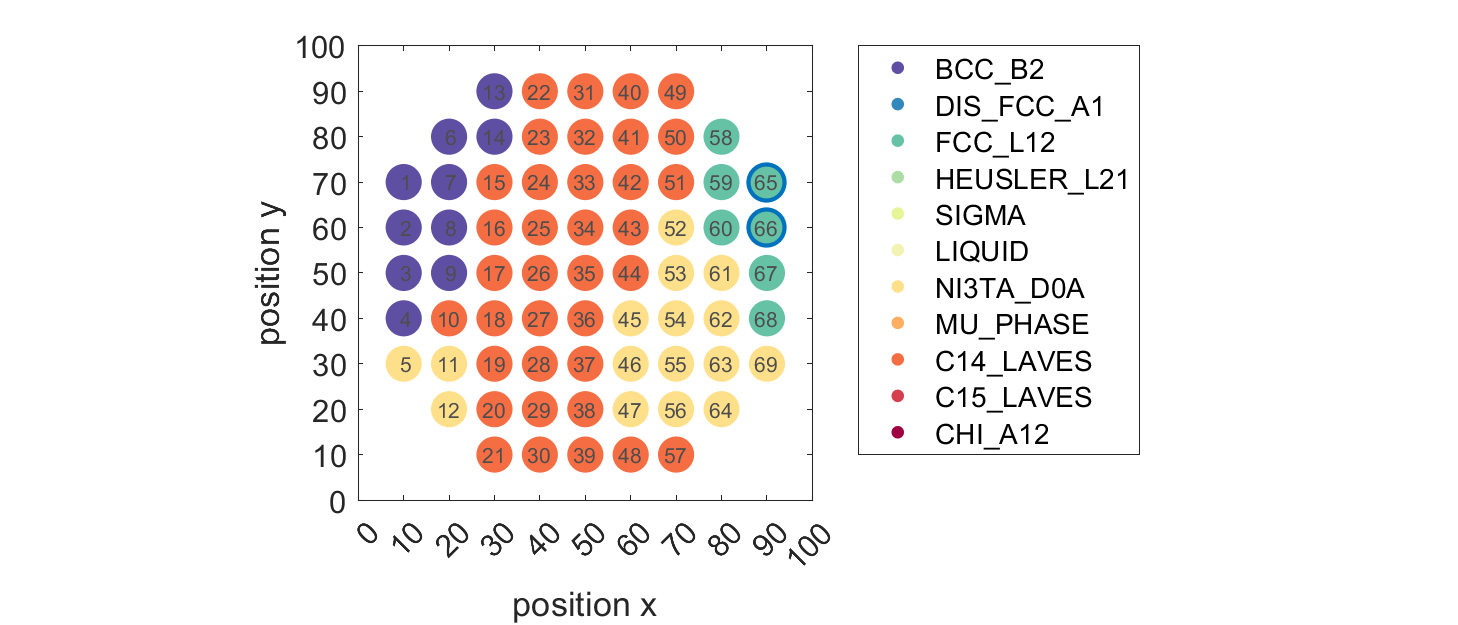 100
90 13 22 31 40 49
80 6 14 23 32 41 50 58
70 1 7 15 24 33 42 51 59 65
60 2 8 16 25 34 43 52 60 66
50 3 9 17 26 35 44 53 61 67
40 4 10 18 27 36 45 54 62 68
30 5 11 19 28 37 46 55 63 69
20 12 20 29 38 47 56 64
10 21 30 39 48 57
0
0 10 20 30 40 50 60 70 80 90 100
position x
position y
BCC_B2
DIS_FCC_A1
FCC_L12
HEUSLER_L21
SIGMA
LIQUID
NI3TA_D0A
MU_PHASE
C14_LAVES
C15_LAVES
CHI_A12